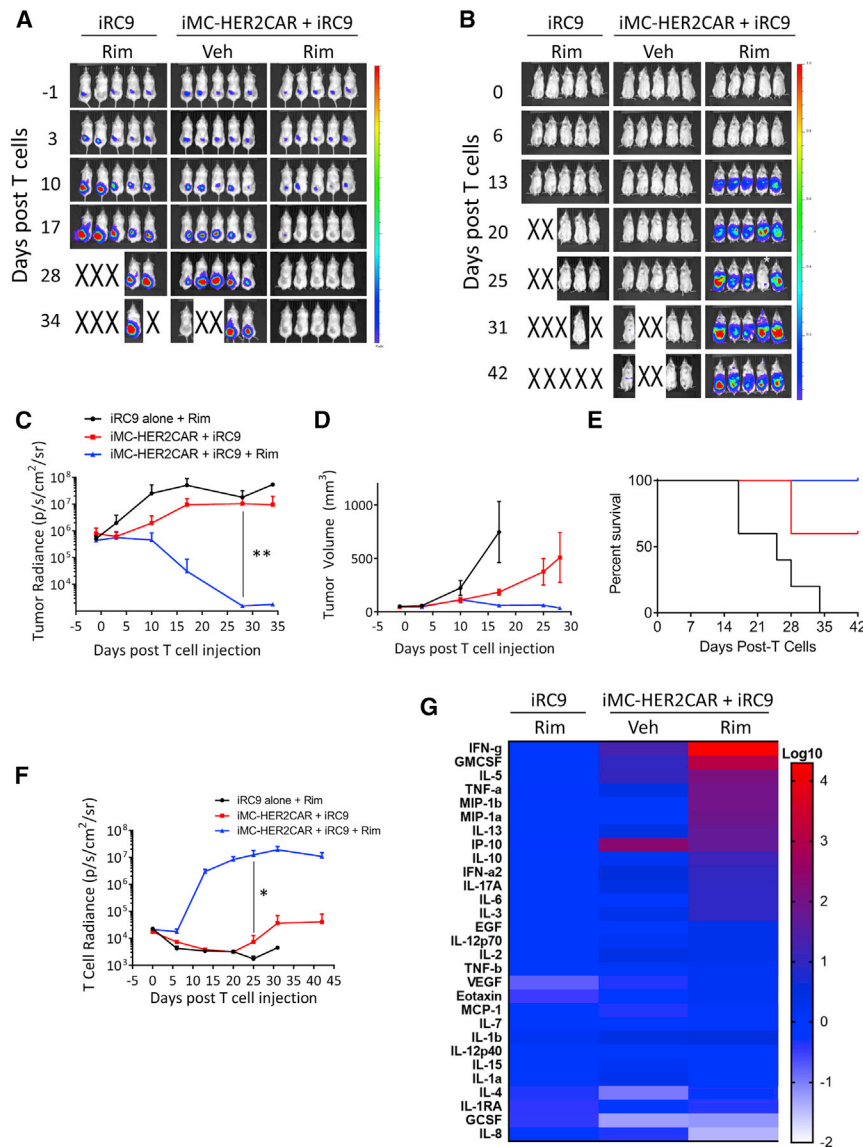 A
iRC9 iMC-HER2CAR + iRC9
Rim Veh Rim
Days post T cells
-1
3
10
17
28 XXX
34 XXX X XX
B
iRC9 iMC-HER2CAR + iRC9
Rim Veh Rim
Days post T cells
0
6
13
20 XX
25 XX *
31 XXX X XX
42 XXXXX XX
C
iRC9 alone + Rim
iMC-HER2CAR + iRC9
iMC-HER2CAR + iRC9 + Rim
Tumor Radiance (p/s/cm²/sr)
10⁸
10⁷
10⁶
10⁵
10⁴
**
-5 0 5 10 15 20 25 30 35
Days post T cell injection
D
Tumor Volume (mm³)
1000
500
0
-5 0 5 10 15 20 25 30
Days post T cell injection
E
Percent survival
100
50
0
0 7 14 21 28 35 42
Days Post-T Cells
F
iRC9 alone + Rim
iMC-HER2CAR + iRC9
iMC-HER2CAR + iRC9 + Rim
T Cell Radiance (p/s/cm²/sr)
10⁸
10⁷
10⁶
10⁵
10⁴
10³
*
-5 0 5 10 15 20 25 30 35 40 45
Days post T cell injection
G
iRC9 iMC-HER2CAR + iRC9
Rim Veh Rim
IFN-g
GMCSF
IL-5
TNF-a
MIP-1b
MIP-1a
IL-13
IP-10
IL-10
IFN-a2
IL-17A
IL-6
IL-3
EGF
IL-12p70
IL-2
TNF-b
VEGF
Eotaxin
MCP-1
IL-7
IL-1b
IL-12p40
IL-15
IL-1a
IL-4
IL-1RA
GCSF
IL-8
Log10
4
3
2
1
0
-1
-2